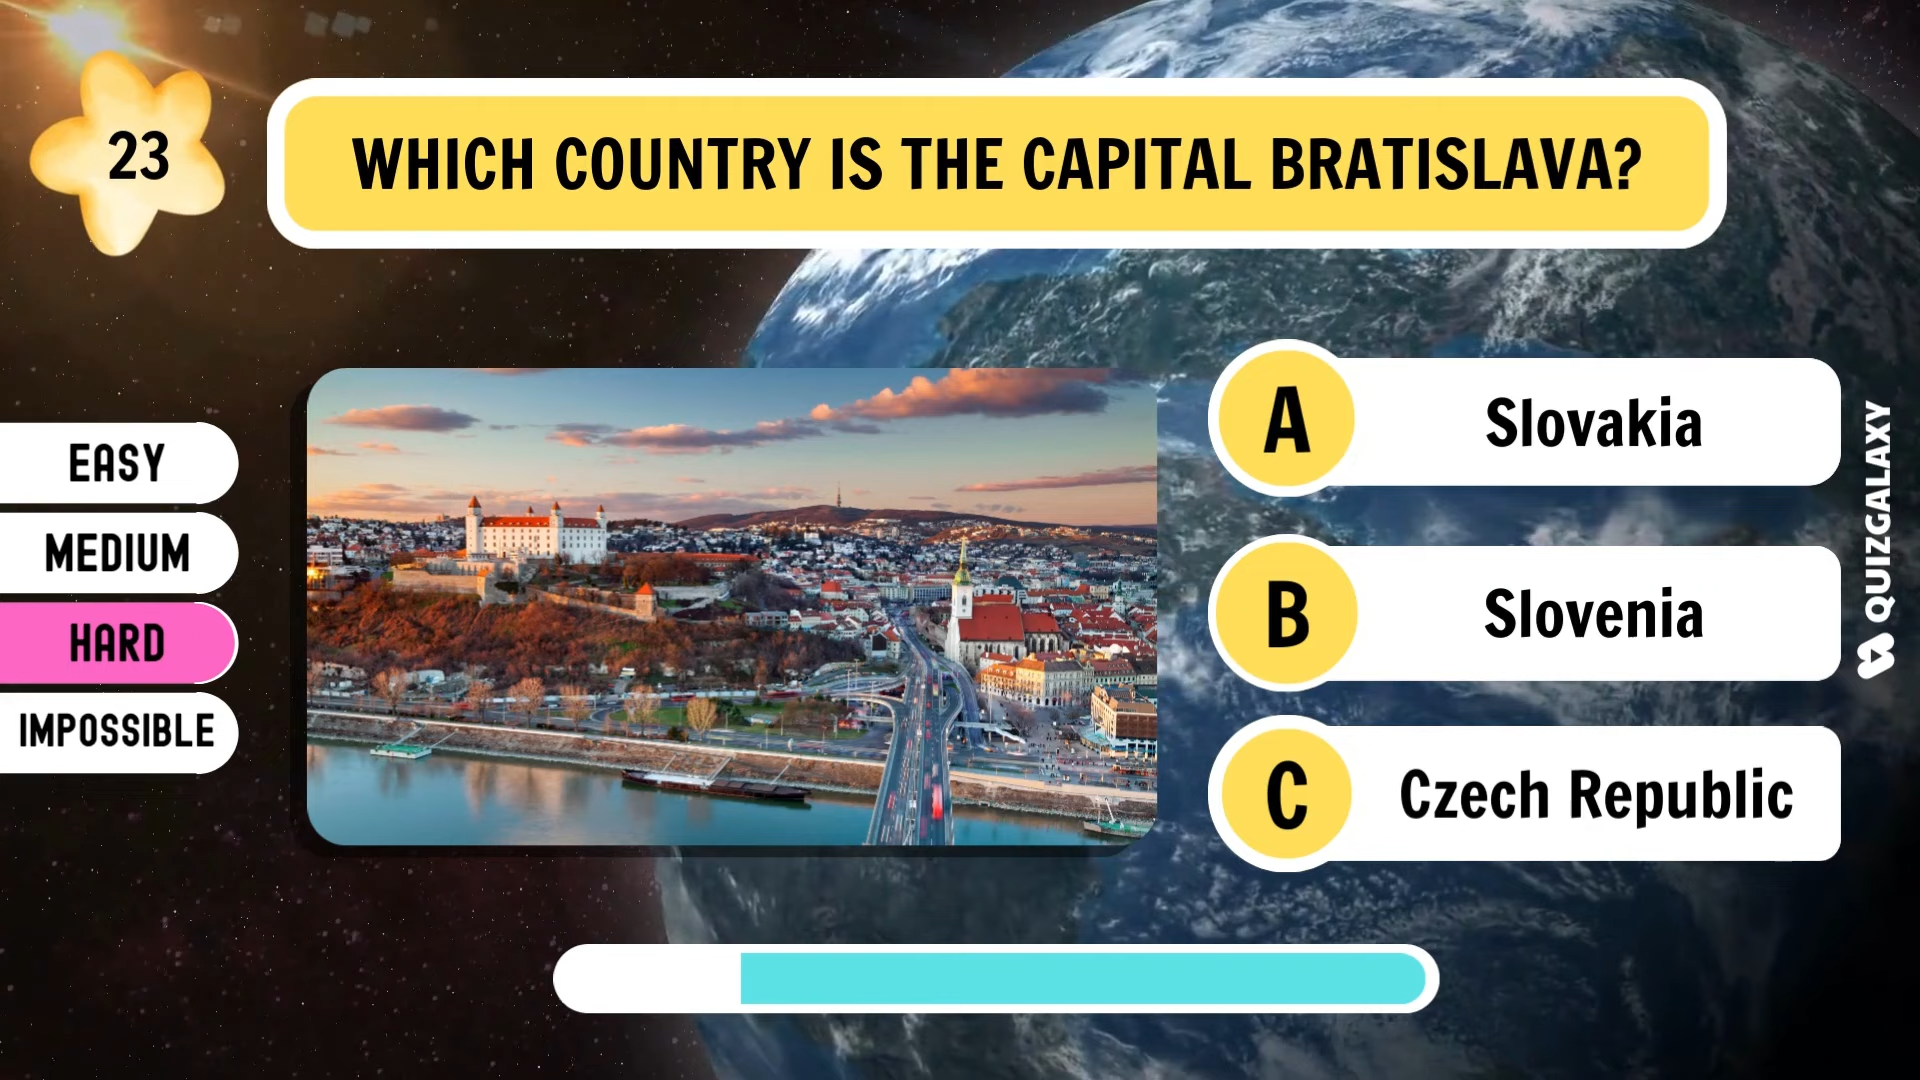 23
WHICH COUNTRY IS THE CAPITAL BRATISLAVA?
EASY
MEDIUM
HARD
IMPOSSIBLE
A
Slovakia
B
Slovenia
C
Czech Republic
QUIZGALAXY